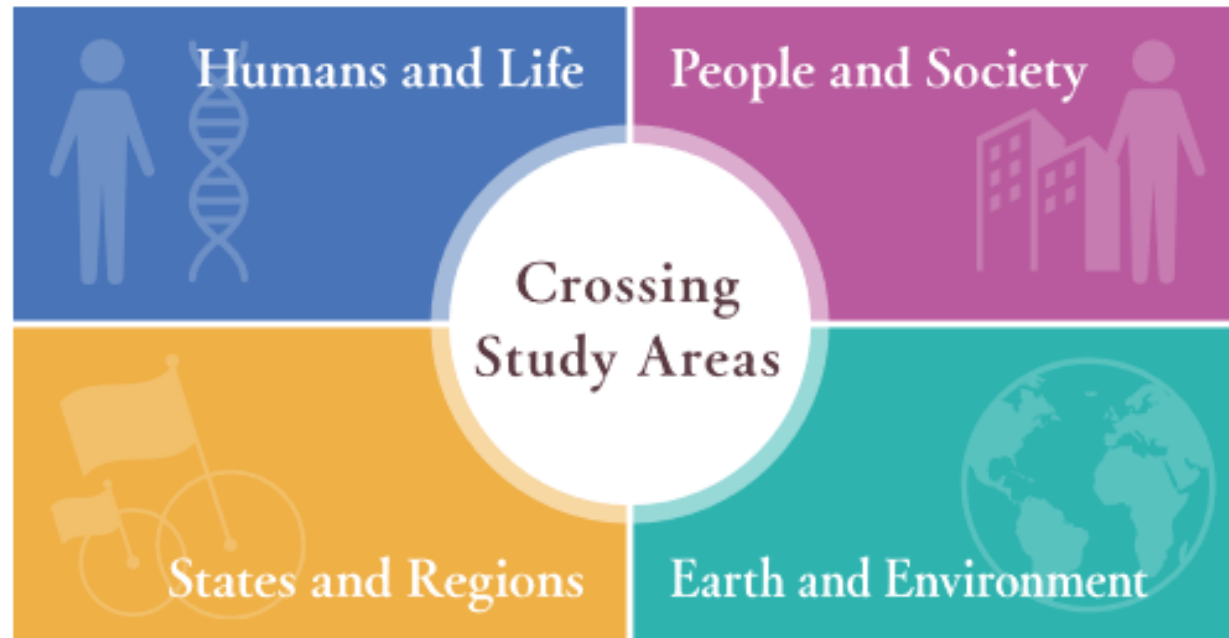 Humans and Life
People and Society
Crossing
Study Areas
States and Regions
Earth and Environment